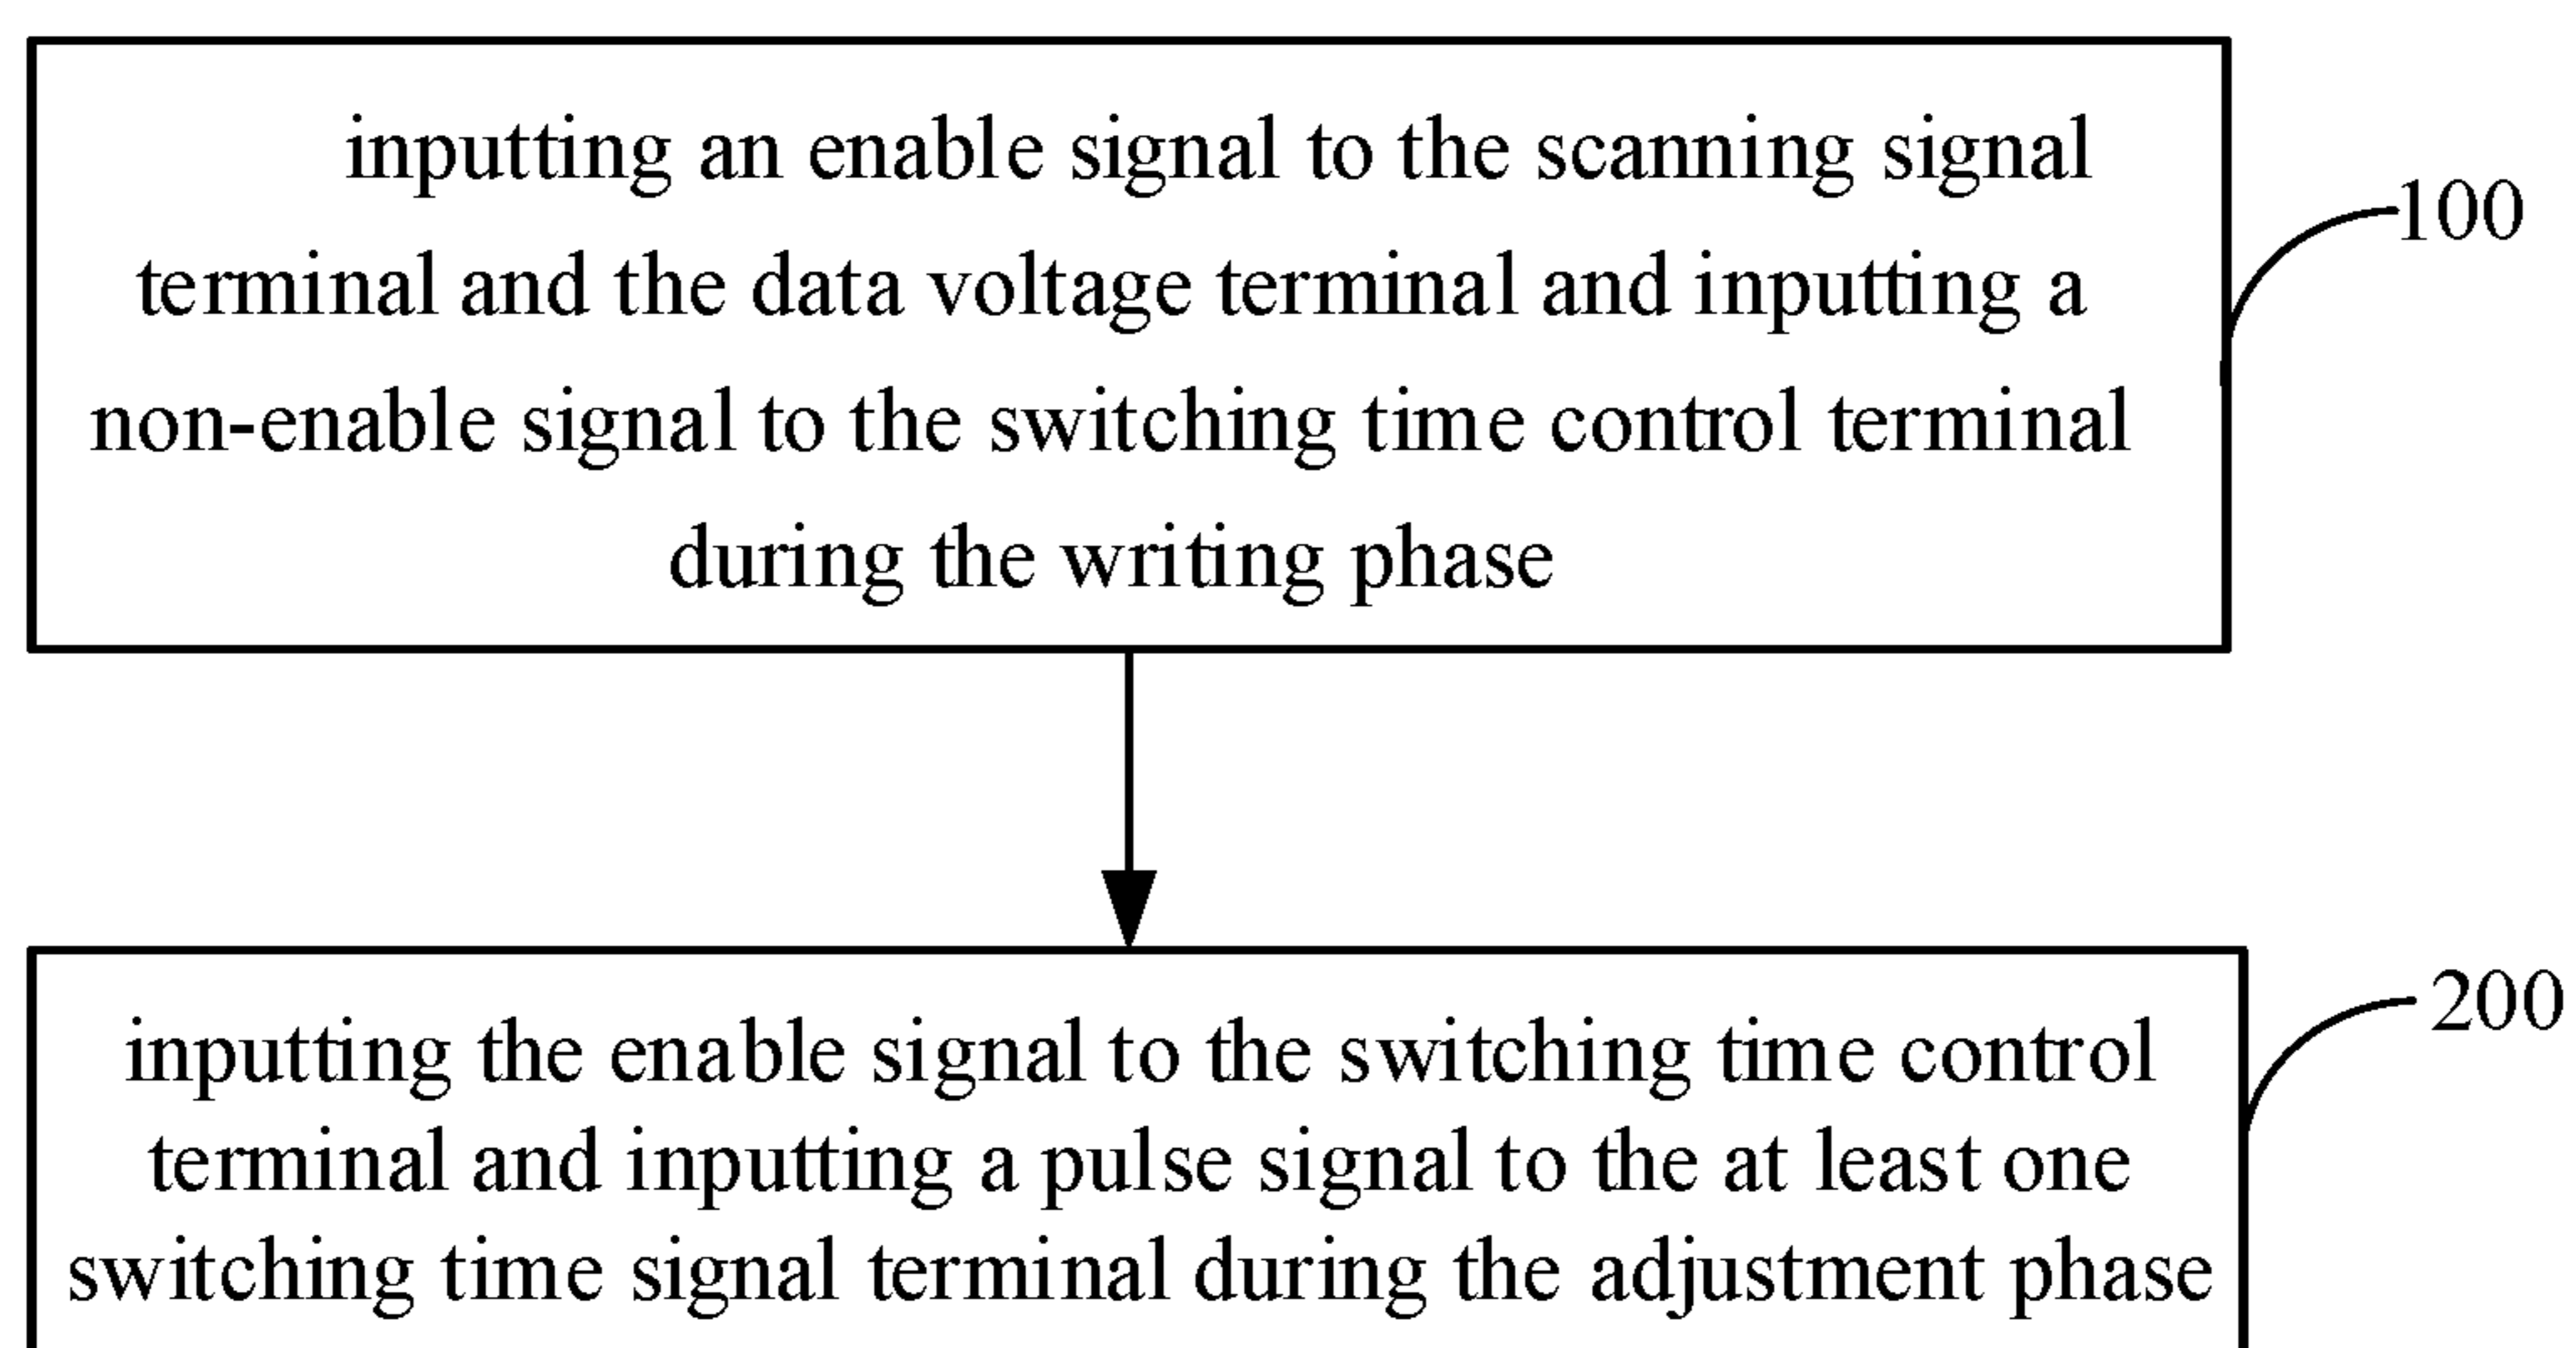 inputting an enable signal to the scanning signal
terminal and the data voltage terminal and inputting a
non-enable signal to the switching time control terminal
during the writing phase
100
inputting the enable signal to the switching time control
terminal and inputting a pulse signal to the at least one
switching time signal terminal during the adjustment phase
200